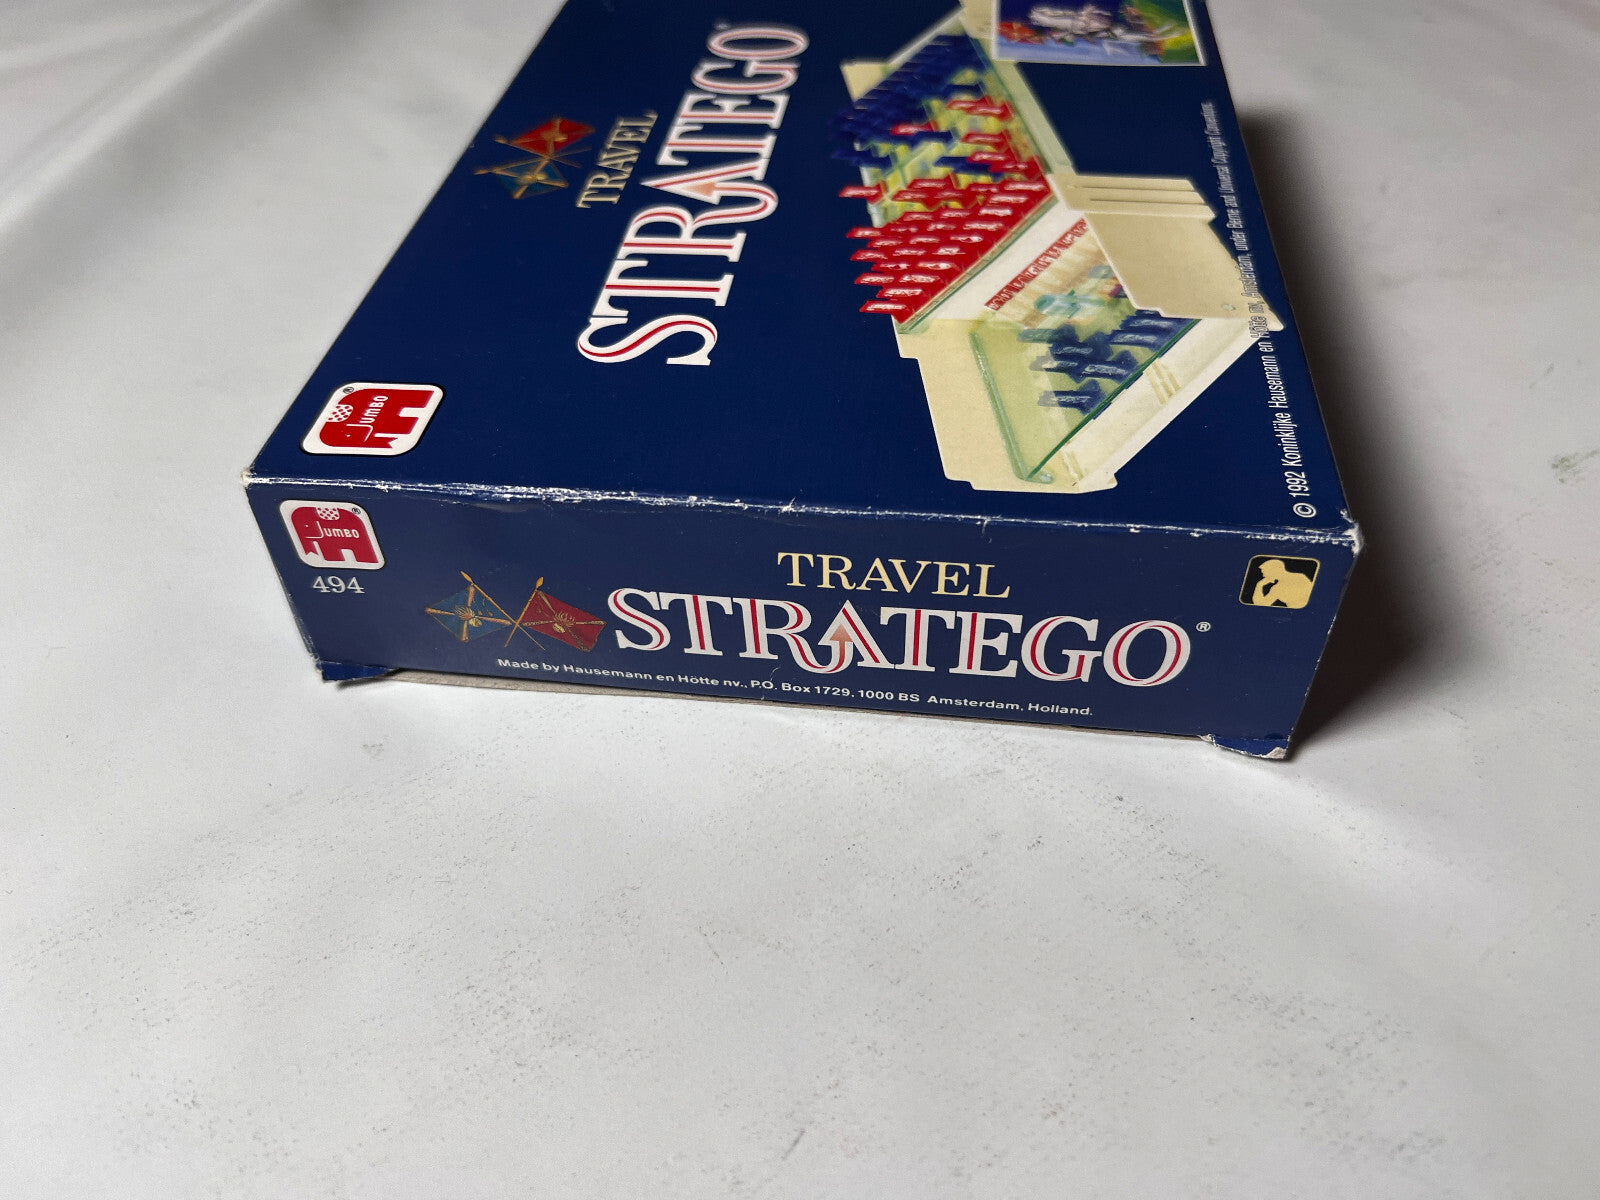 TRAVEL
STRATEGO
JUMBO®
© 1992 Koninklijke Hausemann en Hötte nv, Amsterdam, under Berne and Universal Copyright Convention.
JUMBO®
494
TRAVEL
STRATEGO®
Made by Hausemann en Hötte nv., P.O. Box 1729, 1000 BS Amsterdam, Holland.